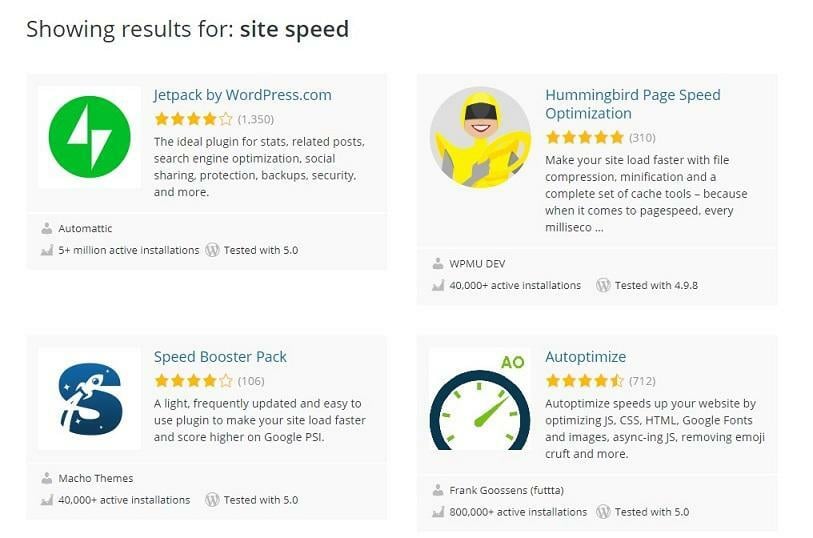 Showing results for: site speed
Jetpack by WordPress.com
(1,350)
The ideal plugin for stats, related posts,
search engine optimization, social
sharing, protection, backups, security,
and more.
Automattic
5+ million active installations Tested with 5.0
Hummingbird Page Speed
Optimization
(310)
Make your site load faster with file
compression, minification and a
complete set of cache tools – because
when it comes to pagespeed, every
milliseco ...
WPMU DEV
40,000+ active installations Tested with 4.9.8
S
Speed Booster Pack
(106)
A light, frequently updated and easy to
use plugin to make your site load faster
and score higher on Google PSI.
Macho Themes
40,000+ active installations Tested with 5.0
AO
Autoptimize
(712)
Autoptimize speeds up your website by
optimizing JS, CSS, HTML, Google Fonts
and images, async-ing JS, removing emoji
cruft and more.
Frank Goossens (futtta)
800,000+ active installations Tested with 5.0